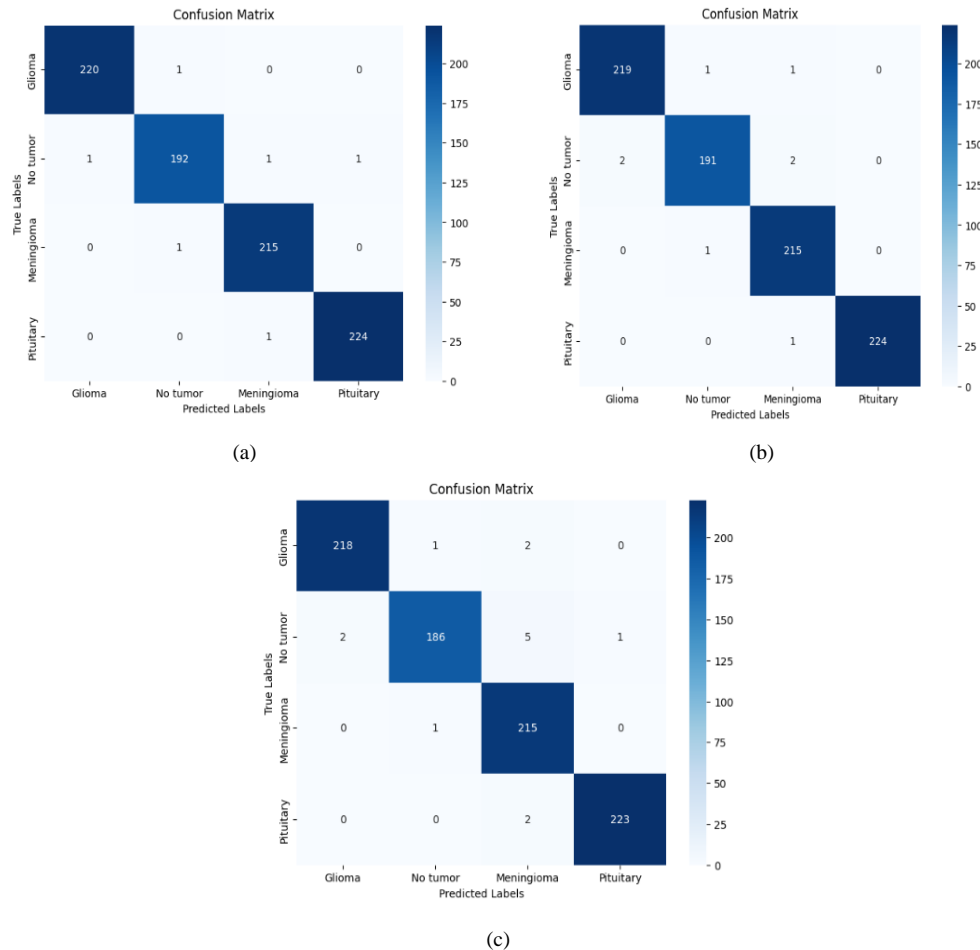 Confusion Matrix
Glioma
No tumor
Meningioma
Pituitary
True Labels
220 1 0 0
1 192 1 1
0 1 215 0
0 0 1 224
Glioma No tumor Meningioma Pituitary
Predicted Labels
200
175
150
125
100
75
50
25
0
(a)
Confusion Matrix
Glioma
No tumor
Meningioma
Pituitary
True Labels
219 1 1 0
2 191 2 0
0 1 215 0
0 0 1 224
Glioma No tumor Meningioma Pituitary
Predicted Labels
200
175
150
125
100
75
50
25
0
(b)
Confusion Matrix
Glioma
No tumor
Meningioma
Pituitary
True Labels
218 1 2 0
2 186 5 1
0 1 215 0
0 0 2 223
Glioma No tumor Meningioma Pituitary
Predicted Labels
200
175
150
125
100
75
50
25
0
(c)